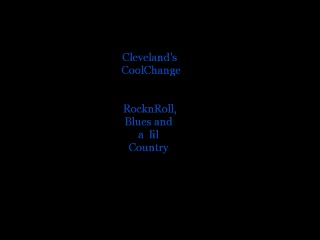 Cleveland's
CoolChange
RocknRoll,
Blues and
a lil
Country